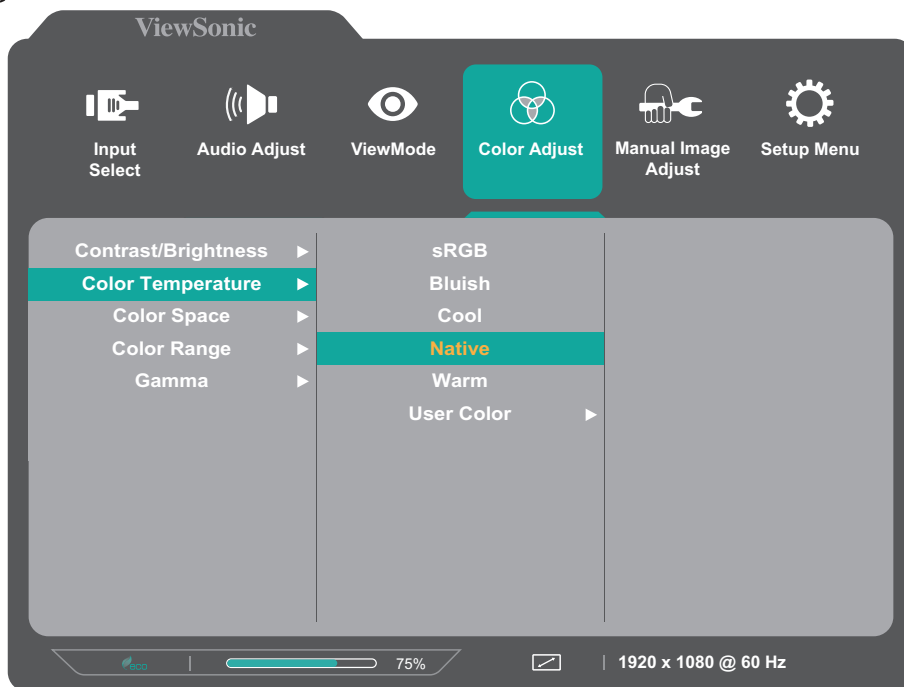 ViewSonic
Input Select
Audio Adjust
ViewMode
Color Adjust
Manual Image Adjust
Setup Menu
Contrast/Brightness
Color Temperature
Color Space
Color Range
Gamma
sRGB
Bluish
Cool
Native
Warm
User Color
eco
75%
1920 x 1080 @ 60 Hz